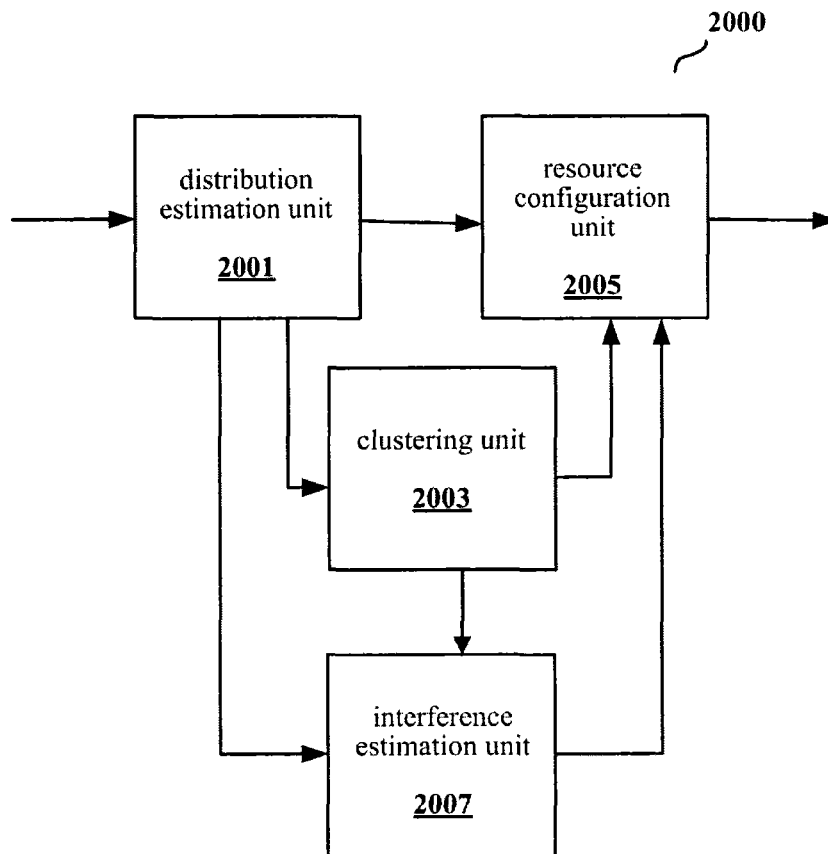 2000
distribution
estimation unit
2001
resource
configuration
unit
2005
clustering unit
2003
interference
estimation unit
2007